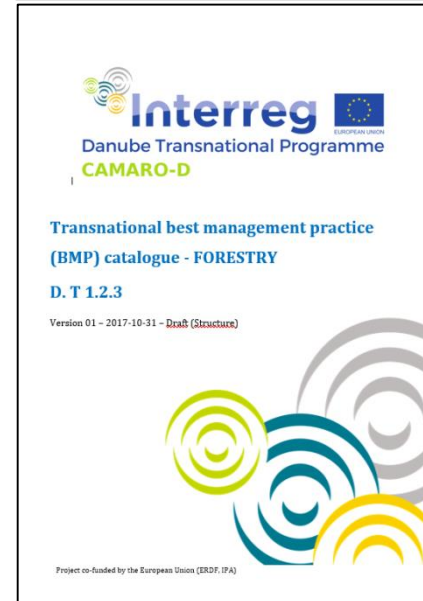 Interreg
EUROPEAN UNION
Danube Transnational Programme
CAMARO-D
Transnational best management practice
(BMP) catalogue - FORESTRY
D. T 1.2.3
Version 01 – 2017-10-31 – Draft (Structure)
Project co-funded by the European Union (ERDF, IPA)